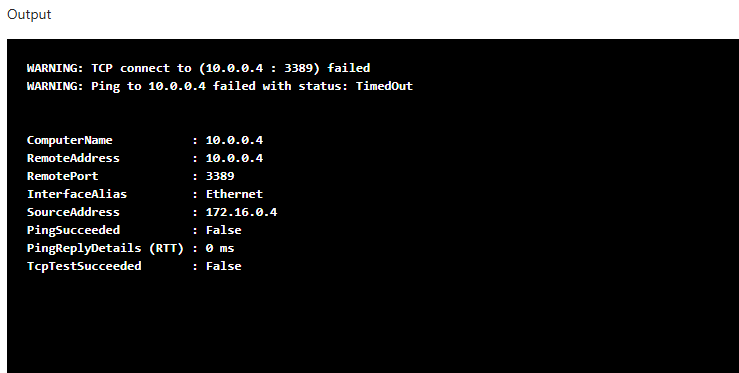 Output
WARNING: TCP connect to (10.0.0.4 : 3389) failed
WARNING: Ping to 10.0.0.4 failed with status: TimedOut
ComputerName : 10.0.0.4
RemoteAddress : 10.0.0.4
RemotePort : 3389
InterfaceAlias : Ethernet
SourceAddress : 172.16.0.4
PingSucceeded : False
PingReplyDetails (RTT) : 0 ms
TcpTestSucceeded : False